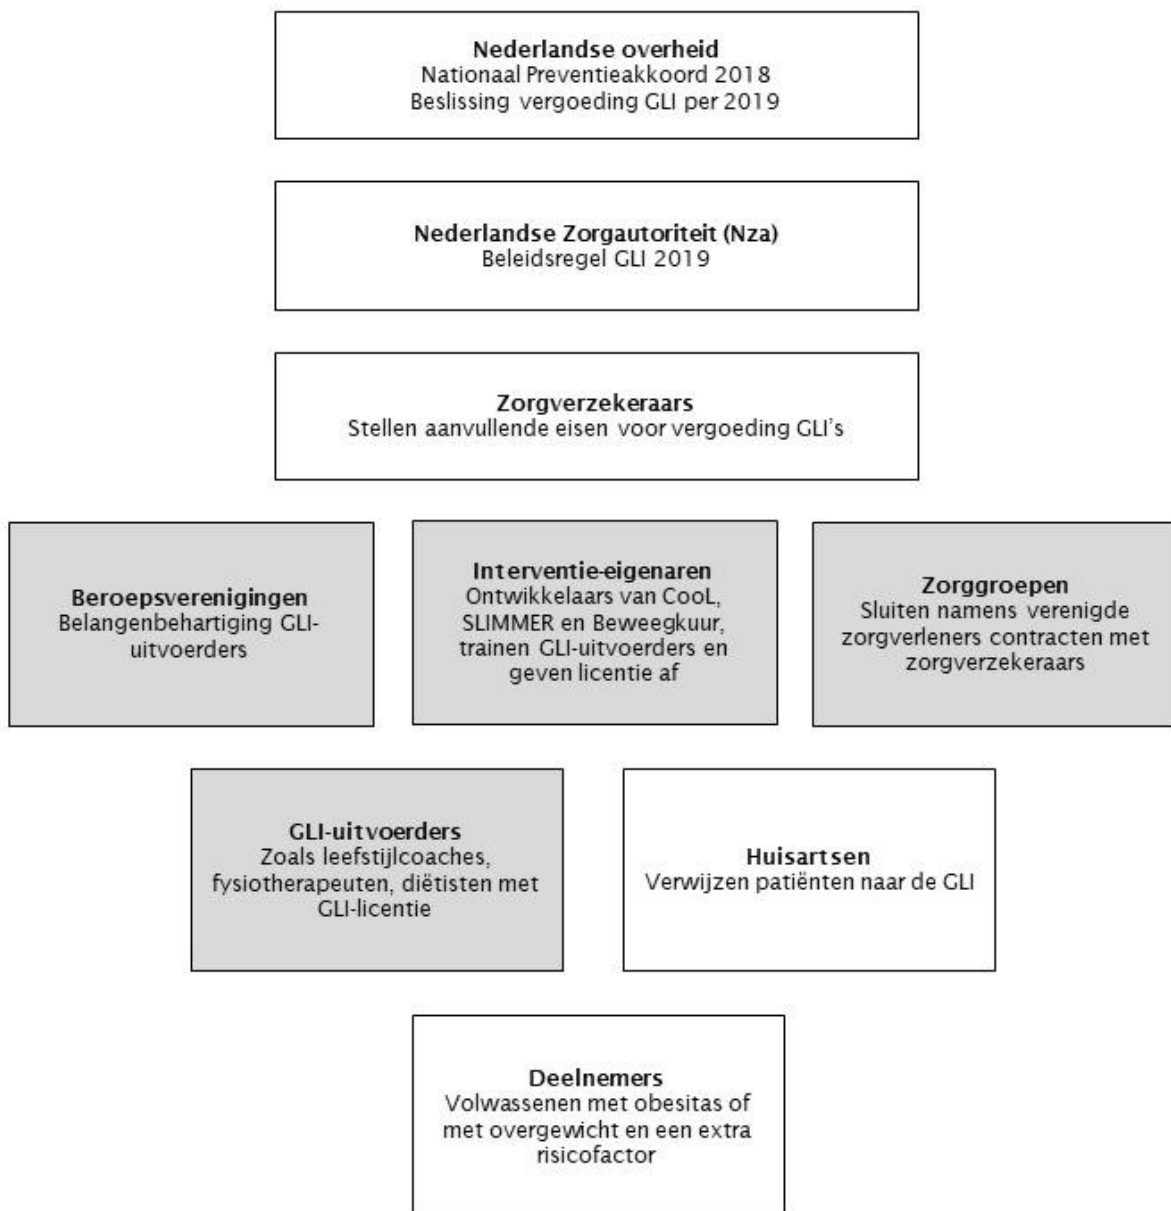 Nederlandse overheid
Nationaal Preventieakkoord 2018
Beslissing vergoeding GLI per 2019
Nederlandse Zorgautoriteit (Nza)
Beleidsregel GLI 2019
Zorgverzekeraars
Stellen aanvullende eisen voor vergoeding GLI's
Beroepsverenigingen
Belangenbehartiging GLI-
uitvoerders
Interventie-eigenaren
Ontwikkelaars van CooL,
SLIMMER en Beweegkuur,
trainen GLI-uitvoerders en
geven licentie af
Zorggroepen
Sluiten namens verenigde
zorgverleners contracten met
zorgverzekeraars
GLI-uitvoerders
Zoals leefstijlcoaches,
fysiotherapeuten, diëtisten met
GLI-licentie
Huisartsen
Verwijzen patiënten naar de GLI
Deelnemers
Volwassenen met obesitas of
met overgewicht en een extra
risicofactor